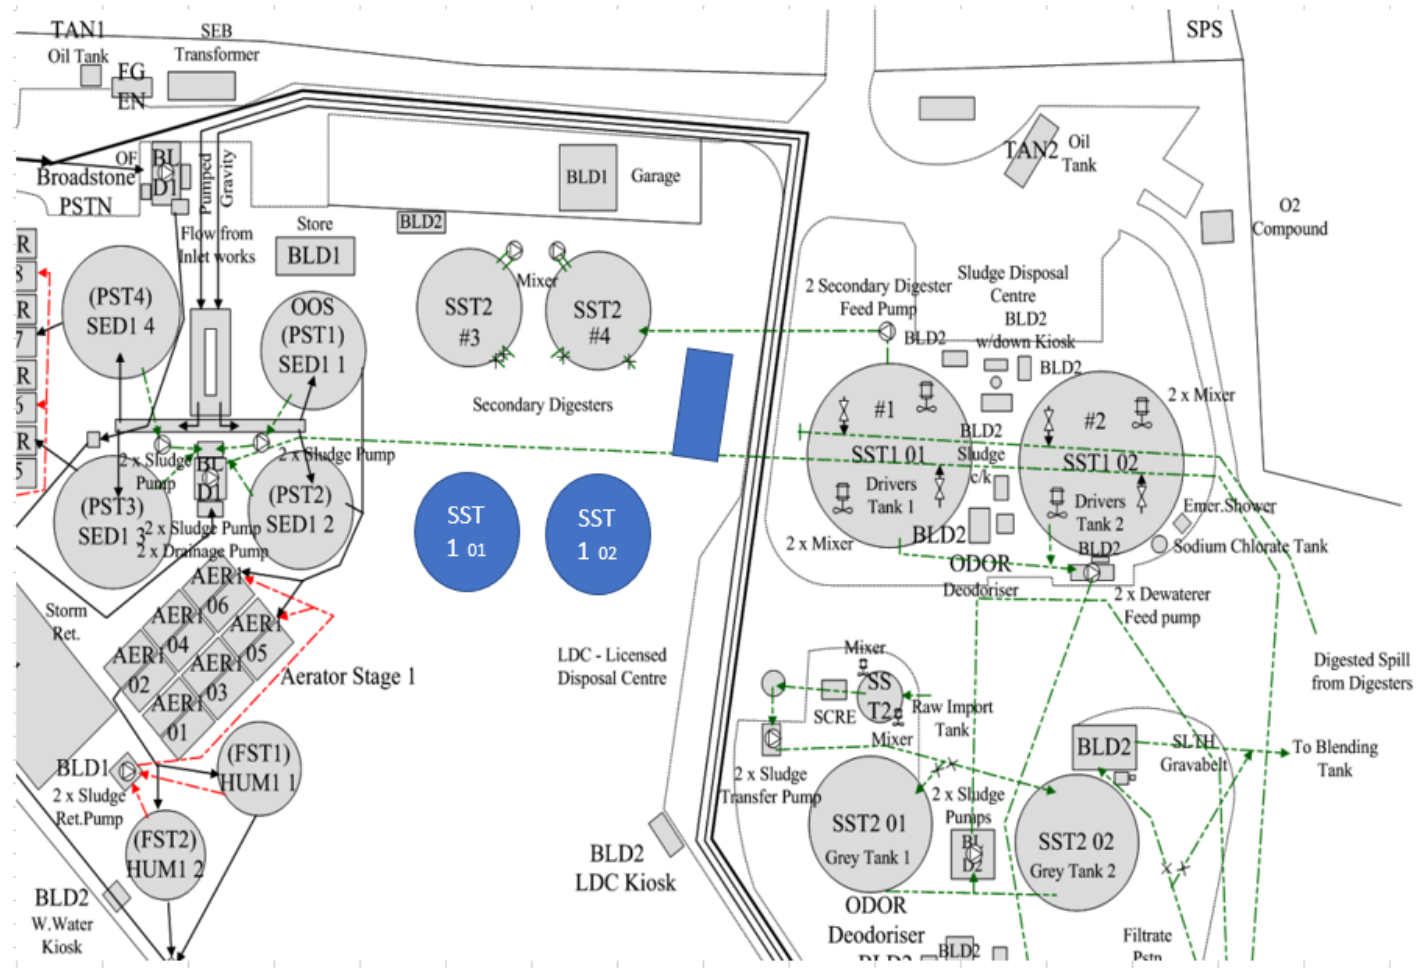 TAN1
Oil Tank
SEB
Transformer
FG
EN
SPS
OF
BL
D1
Broadstone
PSTN
Pumped
Gravity
Flow from
Inlet works
Store
BLD1
BLD2
BLD1
Garage
TAN2
Oil
Tank
O2
Compound
R
8
R
7
R
6
R
5
(PST4)
SED1 4
OOS
(PST1)
SED1 1
SST2
#3
Mixer
SST2
#4
Secondary Digesters
2 Secondary Digester
Feed Pump
BLD2
Sludge Disposal
Centre
BLD2
w/down Kiosk
BLD2
2 x Mixer
#1
SST1 01
Drivers
Tank 1
BLD2
Sludge
c/k
#2
SST1 02
Drivers
Tank 2
2 x Sludge
Pump
BL
D1
2 x Sludge Pump
(PST3)
SED1 3
2 x Sludge Pump
2 x Drainage Pump
(PST2)
SED1 2
SST
1 01
SST
1 02
2 x Mixer
BLD2
ODOR
Deodoriser
BLD2
Emer.Shower
Sodium Chlorate Tank
2 x Dewaterer
Feed pump
Storm
Ret.
AER1
06
AER1
04
AER1
05
AER1
02
AER1
03
AER1
01
Aerator Stage 1
LDC - Licensed
Disposal Centre
Mixer
SS
T2
SCRE
Raw Import
Tank
Mixer
Digested Spill
from Digesters
BLD1
2 x Sludge
Ret.Pump
(FST1)
HUM1 1
(FST2)
HUM1 2
BLD2
W.Water
Kiosk
BLD2
LDC Kiosk
2 x Sludge
Transfer Pump
SST2 01
Grey Tank 1
2 x Sludge
Pumps
BL
D2
SST2 02
Grey Tank 2
BLD2
SLTH
Gravabelt
To Blending
Tank
ODOR
Deodoriser
BLD2
BLD2
Filtrate
Pstn